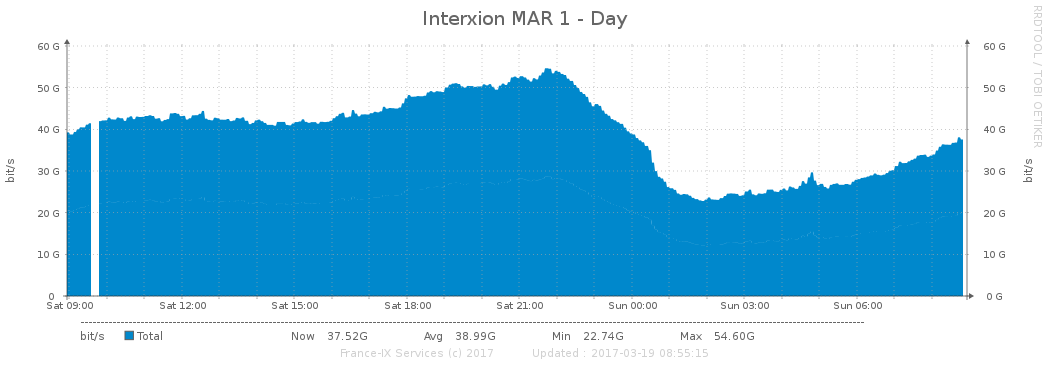 Interxion MAR 1 - Day
RRDTOOL / TOBI OETIKER
60 G 60 G
50 G 50 G
40 G 40 G
30 G 30 G
20 G 20 G
10 G 10 G
0 0 G
bit/s
bit/s
Sat 09:00 Sat 12:00 Sat 15:00 Sat 18:00 Sat 21:00 Sun 00:00 Sun 03:00 Sun 06:00
bit/s Total Now 37.52G Avg 38.99G Min 22.74G Max 54.60G
France-IX Services (c) 2017 Updated : 2017-03-19 08:55:15